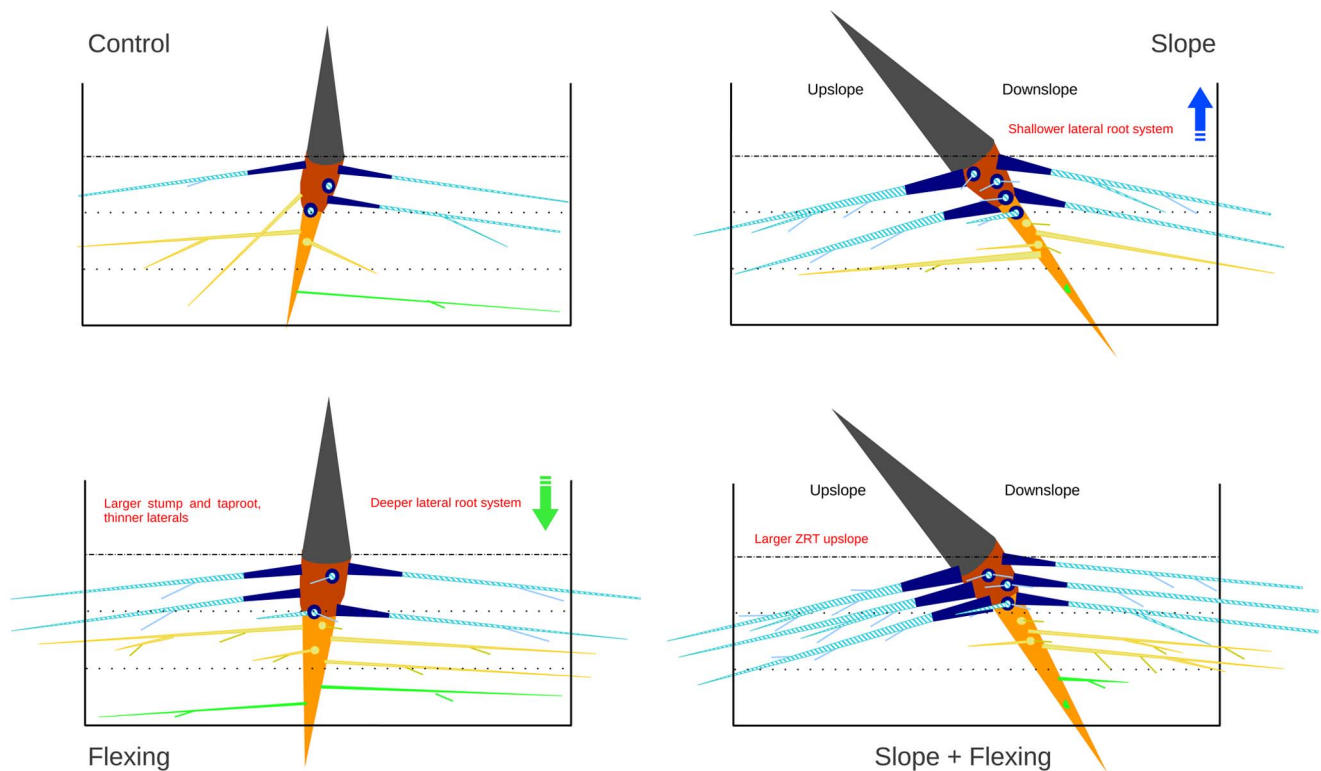 Control
Slope
Upslope
Downslope
Shallower lateral root system
Larger stump and taproot,
thinner laterals
Deeper lateral root system
Flexing
Upslope
Downslope
Larger ZRT upslope
Slope + Flexing